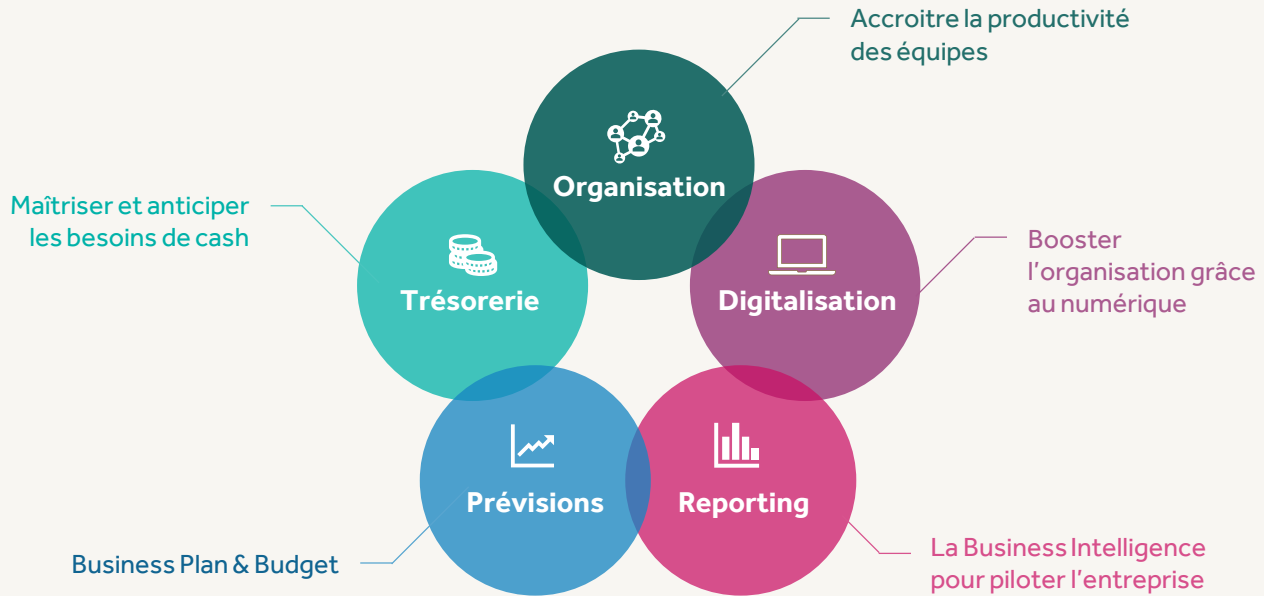 Accroitre la productivité
des équipes
Organisation
Maîtriser et anticiper
les besoins de cash
Trésorerie
Digitalisation
Booster
l’organisation grâce
au numérique
Prévisions
Reporting
Business Plan & Budget
La Business Intelligence
pour piloter l’entreprise